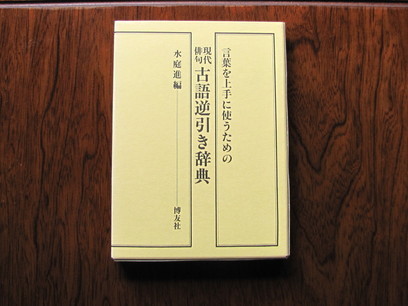 言葉を上手に使うための
現代
俳句
古語逆引き辞典
水庭進編
博友社